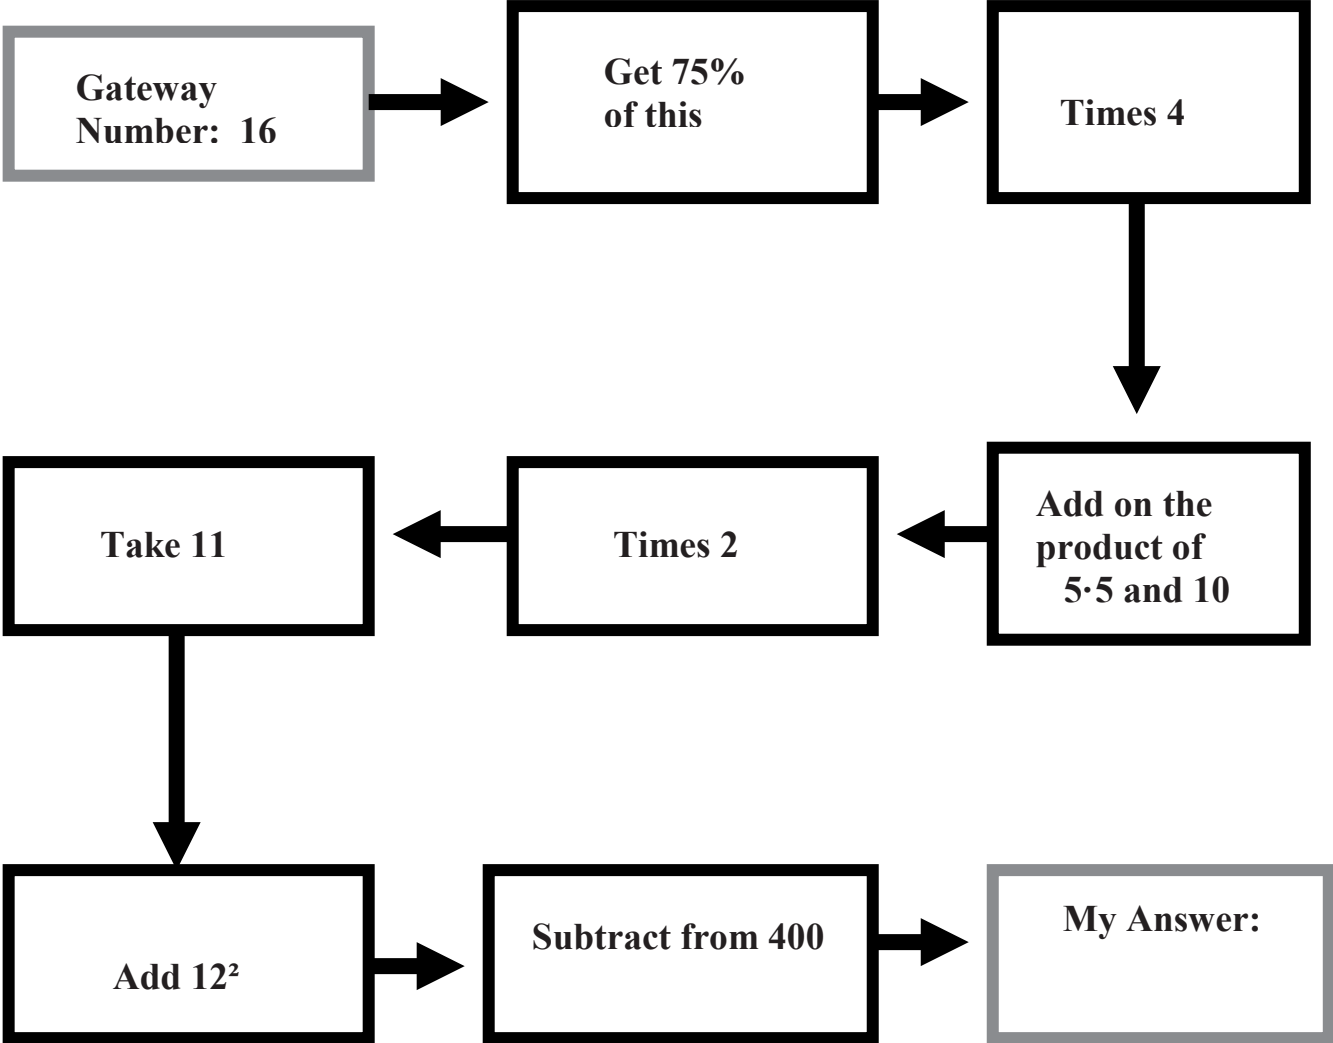 Gateway
Number: 16
Get 75%
of this
Times 4
Add on the
product of
5·5 and 10
Times 2
Take 11
Add 12²
Subtract from 400
My Answer: